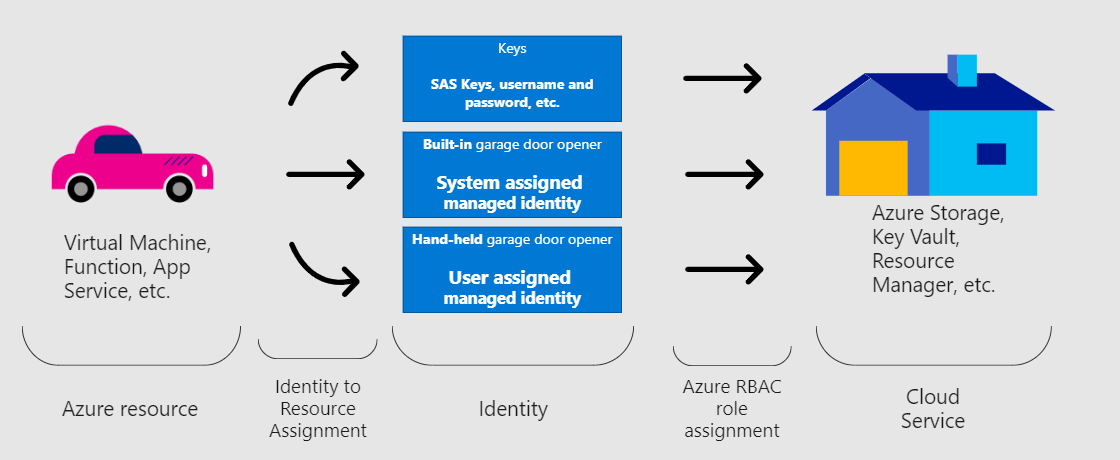 Keys
SAS Keys, username and
password, etc.
Built-in garage door opener
System assigned
managed identity
Hand-held garage door opener
User assigned
managed identity
Virtual Machine,
Function, App
Service, etc.
Azure Storage,
Key Vault,
Resource
Manager, etc.
Azure resource
Identity to
Resource
Assignment
Identity
Azure RBAC
role
assignment
Cloud
Service